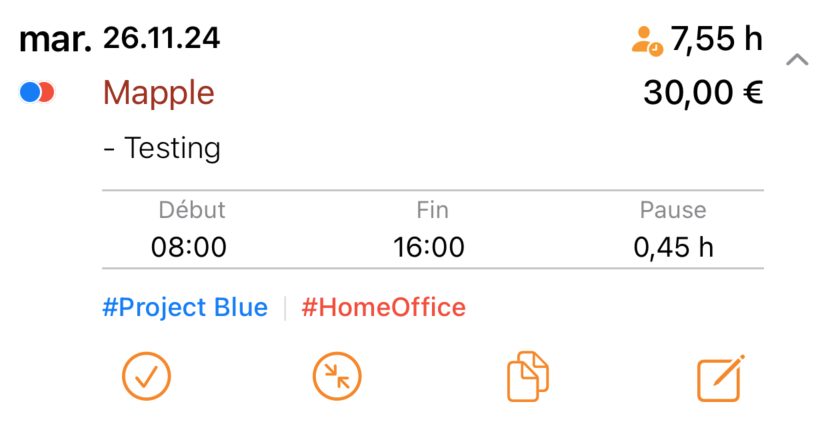 mar. 26.11.24 7,55 h
Mapple 30,00 €
- Testing
Début Fin Pause
08:00 16:00 0,45 h
#Project Blue #HomeOffice